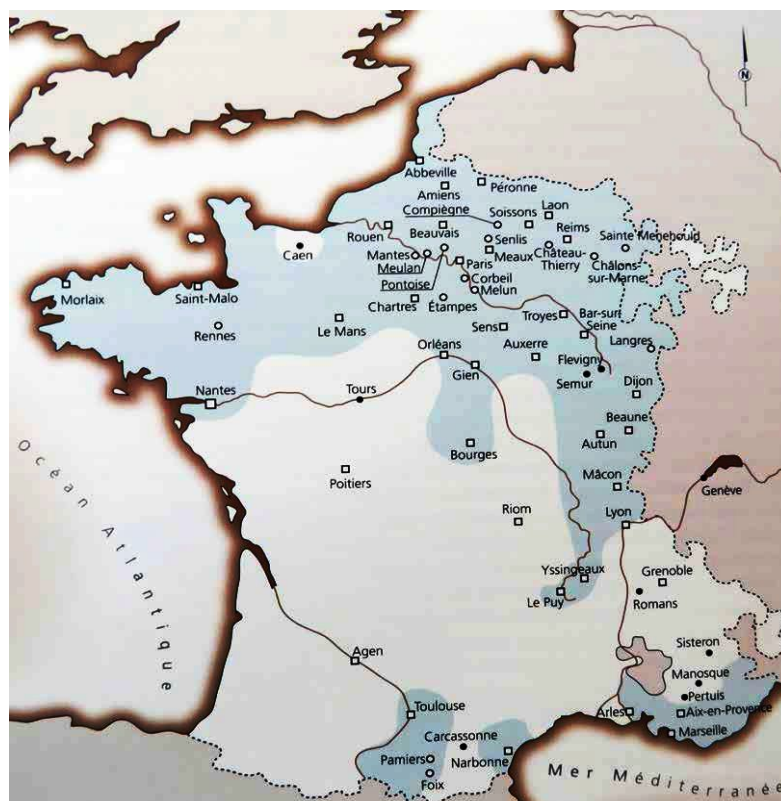 N
Abbeville
Amiens
Péronne
Compiègne
Soissons
Laon
Rouen
Beauvais
Senlis
Reims
Sainte Menehould
Caen
Mantes
Meaux
Meulan
Paris
Château-
Thierry
Châlons-
sur-Marne
Pontoise
Corbeil
Melun
Morlaix
Saint-Malo
Chartres
Étampes
Rennes
Le Mans
Troyes
Bar-sur
Seine
Sens
Langres
Orléans
Auxerre
Gien
Flevigny
Semur
Dijon
Nantes
Tours
Beaune
Autun
Bourges
Mâcon
Poitiers
Genève
Riom
Lyon
Océan Atlantique
Yssingeaux
Grenoble
Le Puy
Romans
Sisteron
Agen
Manosque
Pertuis
Toulouse
Arles
Aix-en-Provence
Carcassonne
Marseille
Pamiers
Narbonne
Foix
Mer Méditerranée